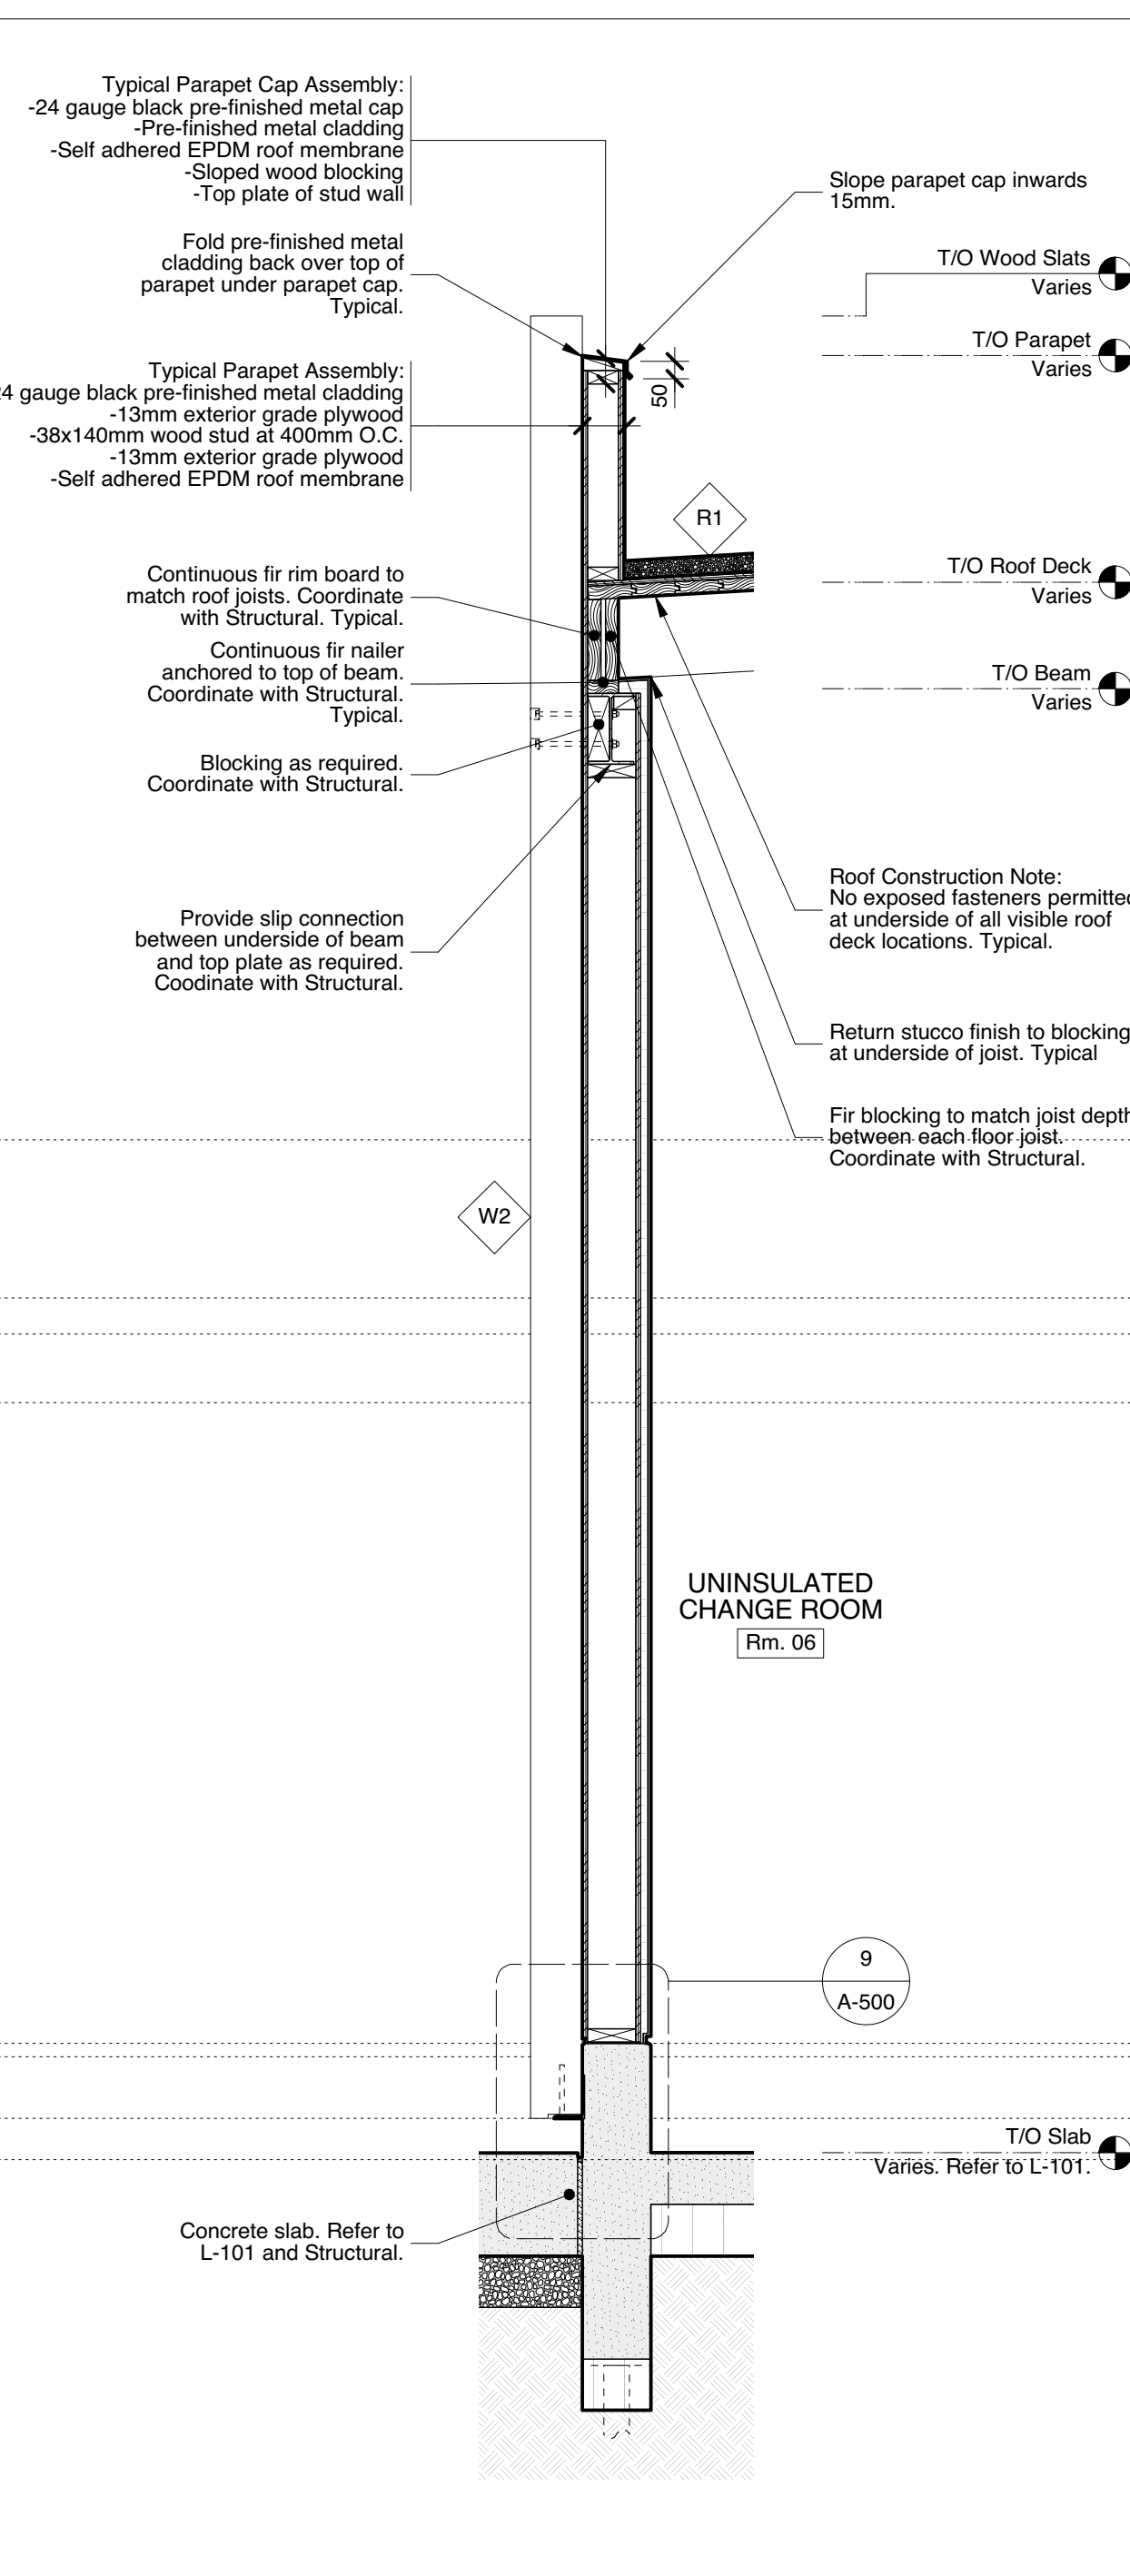 Typical Parapet Cap Assembly:
-24 gauge black pre-finished metal cap
-Pre-finished metal cladding
-Self adhered EPDM roof membrane
-Sloped wood blocking
-Top plate of stud wall
Slope parapet cap inwards
15mm.
Fold pre-finished metal
cladding back over top of
parapet under parapet cap.
Typical.
T/O Wood Slats
Varies
T/O Parapet
Varies
50
Typical Parapet Assembly:
24 gauge black pre-finished metal cladding
-13mm exterior grade plywood
-38x140mm wood stud at 400mm O.C.
-13mm exterior grade plywood
-Self adhered EPDM roof membrane
R1
T/O Roof Deck
Varies
Continuous fir rim board to
match roof joists. Coordinate
with Structural. Typical.
Continuous fir nailer
anchored to top of beam.
Coordinate with Structural.
Typical.
T/O Beam
Varies
Blocking as required.
Coordinate with Structural.
Provide slip connection
between underside of beam
and top plate as required.
Coodinate with Structural.
Roof Construction Note:
No exposed fasteners permitted
at underside of all visible roof
deck locations. Typical.
Return stucco finish to blocking
at underside of joist. Typical
Fir blocking to match joist depth
between each floor joist.
Coordinate with Structural.
W2
UNINSULATED
CHANGE ROOM
Rm. 06
9
A-500
T/O Slab
Varies. Refer to L-101.
Concrete slab. Refer to
L-101 and Structural.